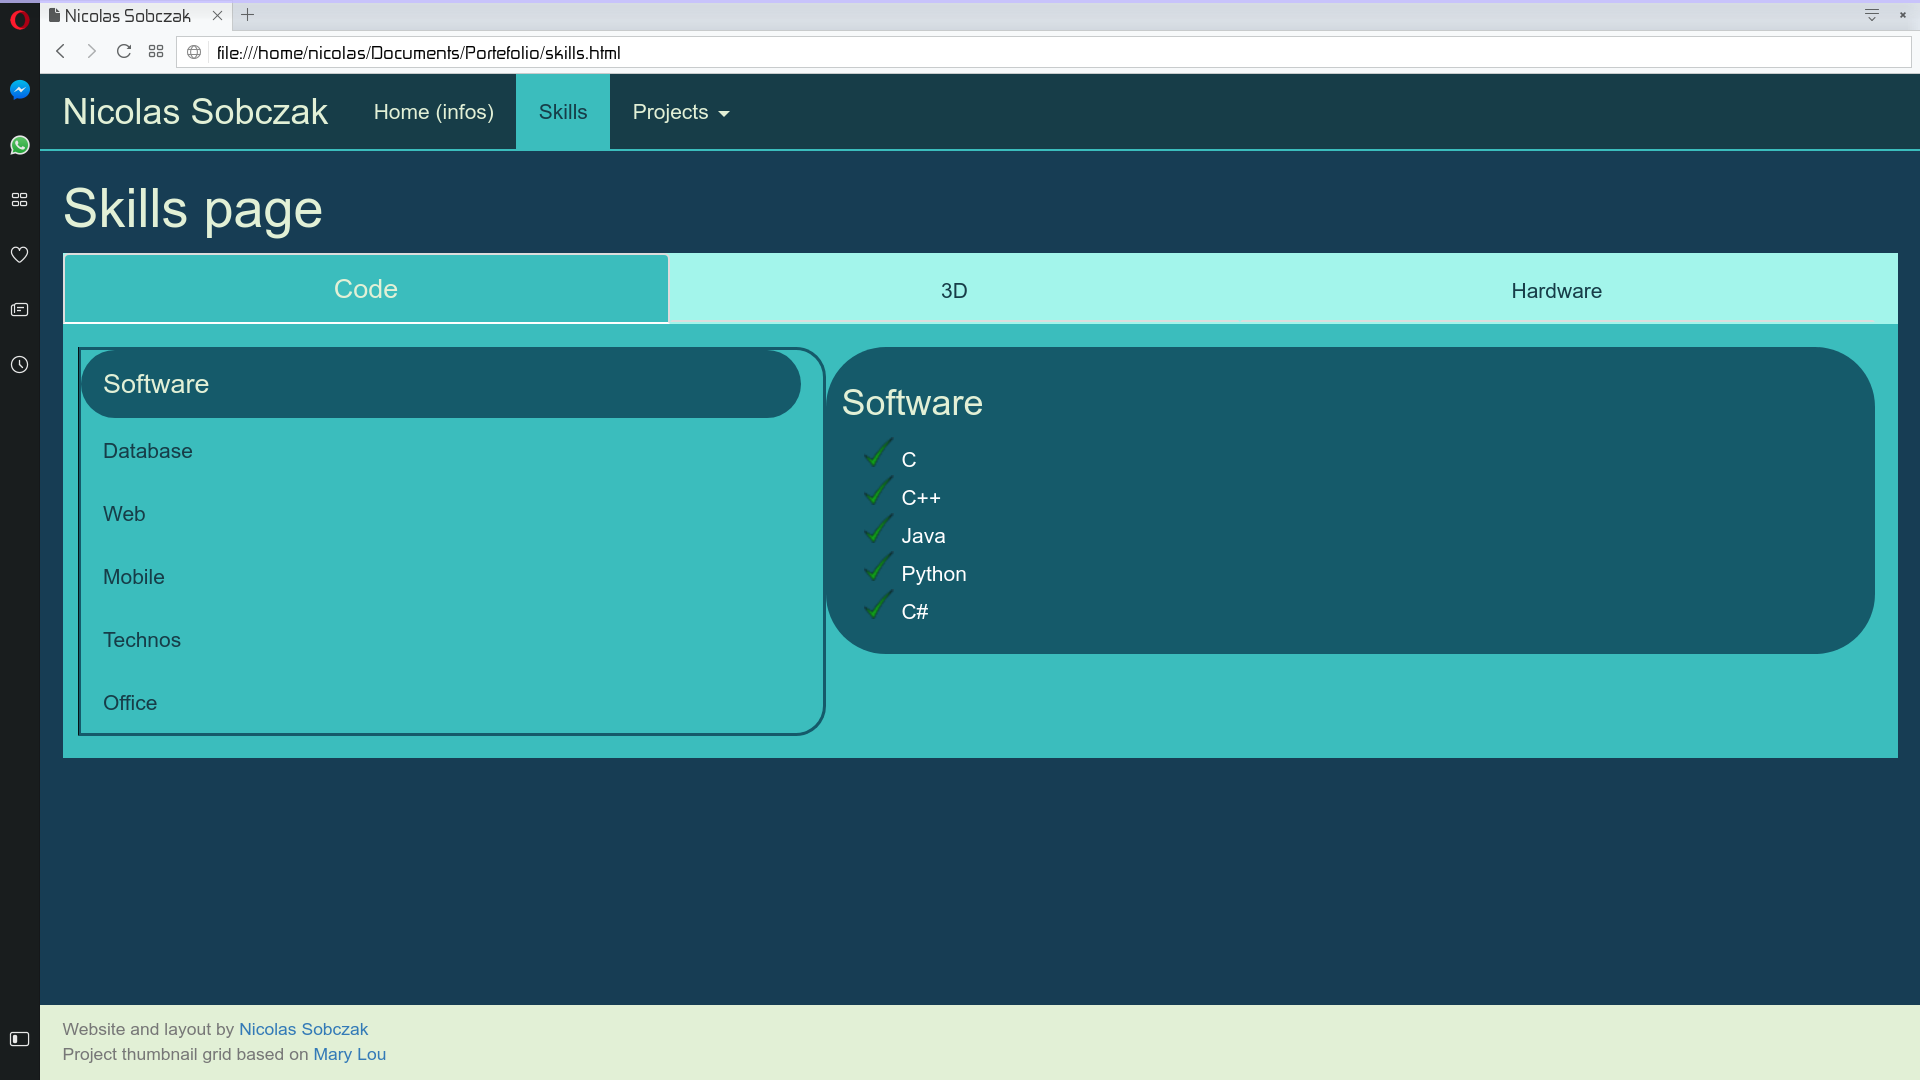 Nicolas Sobczak
file:///home/nicolas/Documents/Portefolio/skills.html
Nicolas Sobczak Home (infos) Skills Projects
Skills page
Code 3D Hardware
Software
Database
Web
Mobile
Technos
Office
Software
C
C++
Java
Python
C#
Website and layout by Nicolas Sobczak
Project thumbnail grid based on Mary Lou